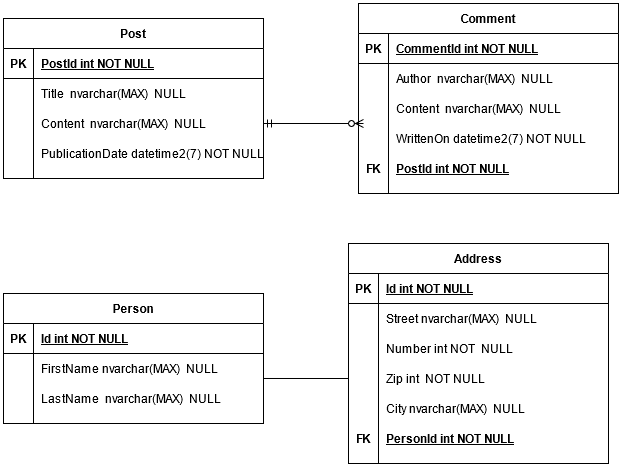 Post
PK PostId int NOT NULL
Title nvarchar(MAX) NULL
Content nvarchar(MAX) NULL
PublicationDate datetime2(7) NOT NULL
Comment
PK CommentId int NOT NULL
Author nvarchar(MAX) NULL
Content nvarchar(MAX) NULL
WrittenOn datetime2(7) NOT NULL
FK PostId int NOT NULL
Person
PK Id int NOT NULL
FirstName nvarchar(MAX) NULL
LastName nvarchar(MAX) NULL
Address
PK Id int NOT NULL
Street nvarchar(MAX) NULL
Number int NOT NULL
Zip int NOT NULL
City nvarchar(MAX) NULL
FK PersonId int NOT NULL